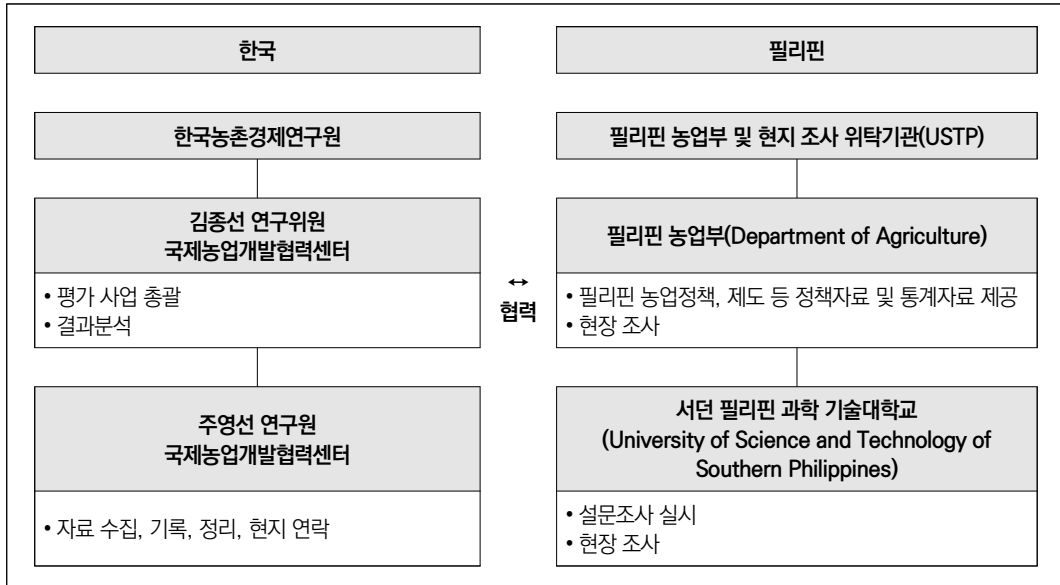 한국
한국농촌경제연구원
김종선 연구위원
국제농업개발협력센터
• 평가 사업 총괄
• 결과분석
주영선 연구원
국제농업개발협력센터
• 자료 수집, 기록, 정리, 현지 연락
↔
협력
필리핀
필리핀 농업부 및 현지 조사 위탁기관(USTP)
필리핀 농업부(Department of Agriculture)
• 필리핀 농업정책, 제도 등 정책자료 및 통계자료 제공
• 현장 조사
서던 필리핀 과학 기술대학교
(University of Science and Technology of
Southern Philippines)
• 설문조사 실시
• 현장 조사